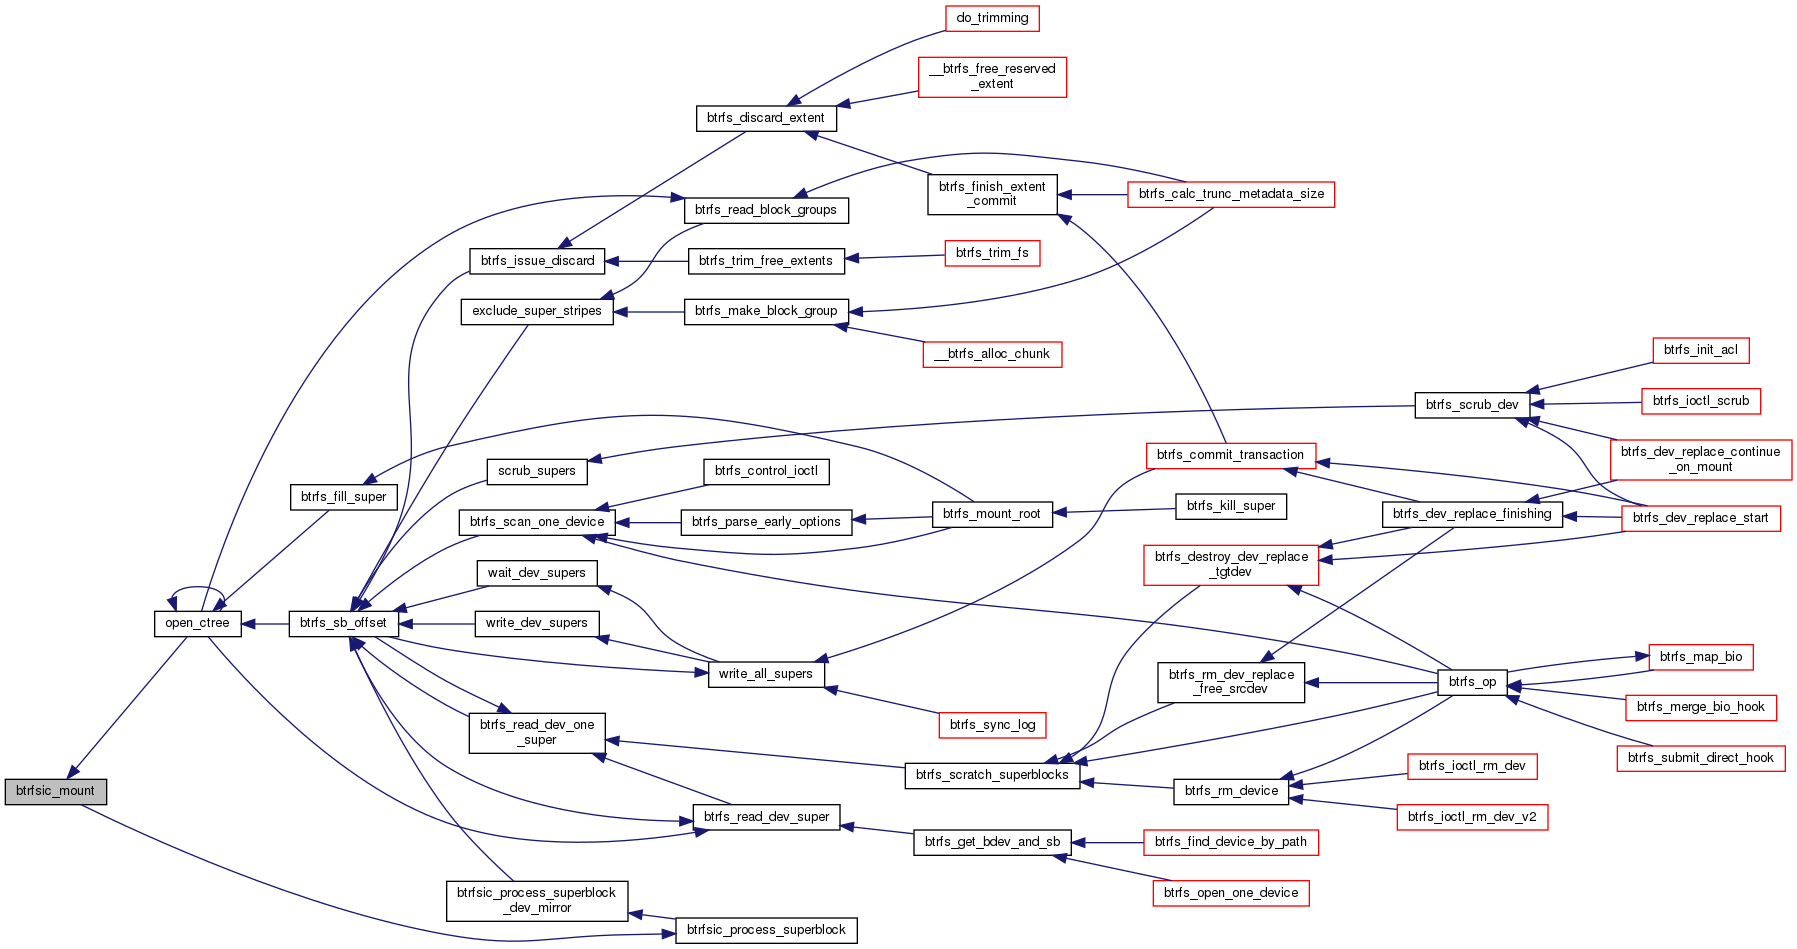 do_trimming
__btrfs_free_reserved
_extent
btrfs_discard_extent
btrfs_finish_extent
_commit
btrfs_calc_trunc_metadata_size
btrfs_read_block_groups
btrfs_issue_discard
btrfs_trim_free_extents
btrfs_trim_fs
exclude_super_stripes
btrfs_make_block_group
__btrfs_alloc_chunk
btrfs_init_acl
btrfs_scrub_dev
btrfs_ioctl_scrub
btrfs_commit_transaction
btrfs_dev_replace_continue
_on_mount
scrub_supers
btrfs_control_ioctl
btrfs_fill_super
btrfs_scan_one_device
btrfs_parse_early_options
btrfs_mount_root
btrfs_kill_super
btrfs_dev_replace_finishing
btrfs_dev_replace_start
btrfs_destroy_dev_replace
_tgtdev
wait_dev_supers
open_ctree
btrfs_sb_offset
write_dev_supers
write_all_supers
btrfs_rm_dev_replace
_free_srcdev
btrfs_op
btrfs_map_bio
btrfs_merge_bio_hook
btrfs_sync_log
btrfs_read_dev_one
_super
btrfs_submit_direct_hook
btrfsic_mount
btrfs_scratch_superblocks
btrfs_rm_device
btrfs_ioctl_rm_dev
btrfs_ioctl_rm_dev_v2
btrfs_read_dev_super
btrfs_get_bdev_and_sb
btrfs_find_device_by_path
btrfs_open_one_device
btrfsic_process_superblock
_dev_mirror
btrfsic_process_superblock